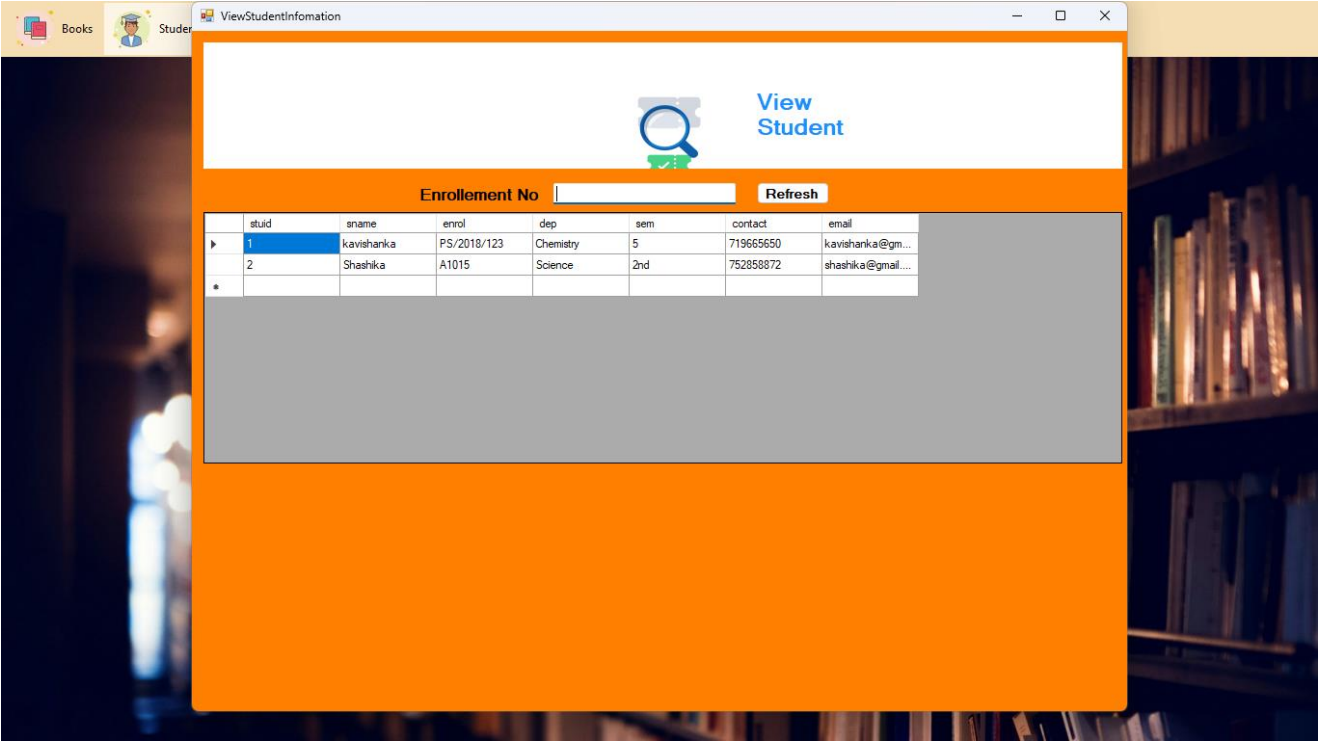 ViewStudentInfomation
Books
View
Student
Enrollement No
Refresh
stuid sname enrol dep sem contact email
1 kavishanka PS/2018/123 Chemistry 5 719665650 kavishanka@gm...
2 Shashika A1015 Science 2nd 752858872 shashika@gmail....